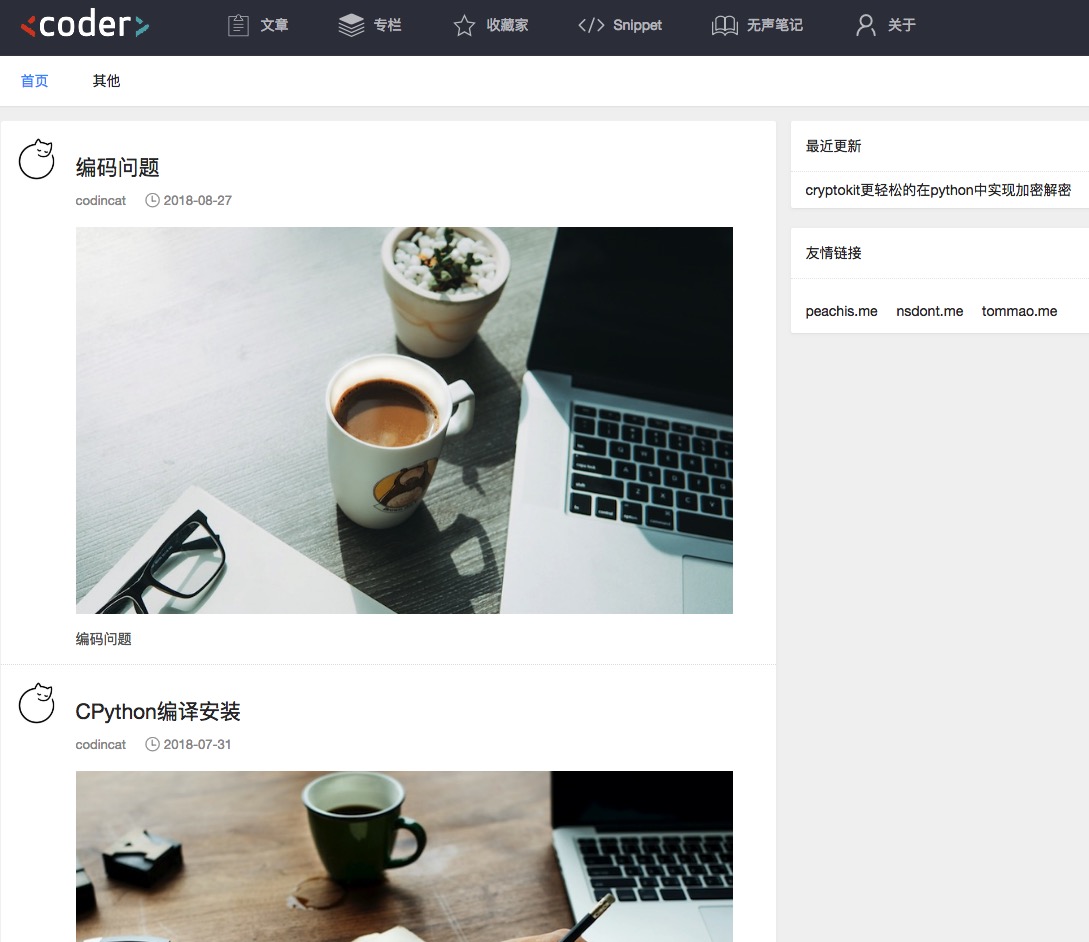 <coder>
文章
专栏
收藏家
Snippet
无声笔记
关于
首页
其他
编码问题
codincat
2018-08-27
编码问题
CPython编译安装
codincat
2018-07-31
最近更新
cryptokit更轻松的在python中实现加密解密
友情链接
peachis.me nsdont.me tommao.me